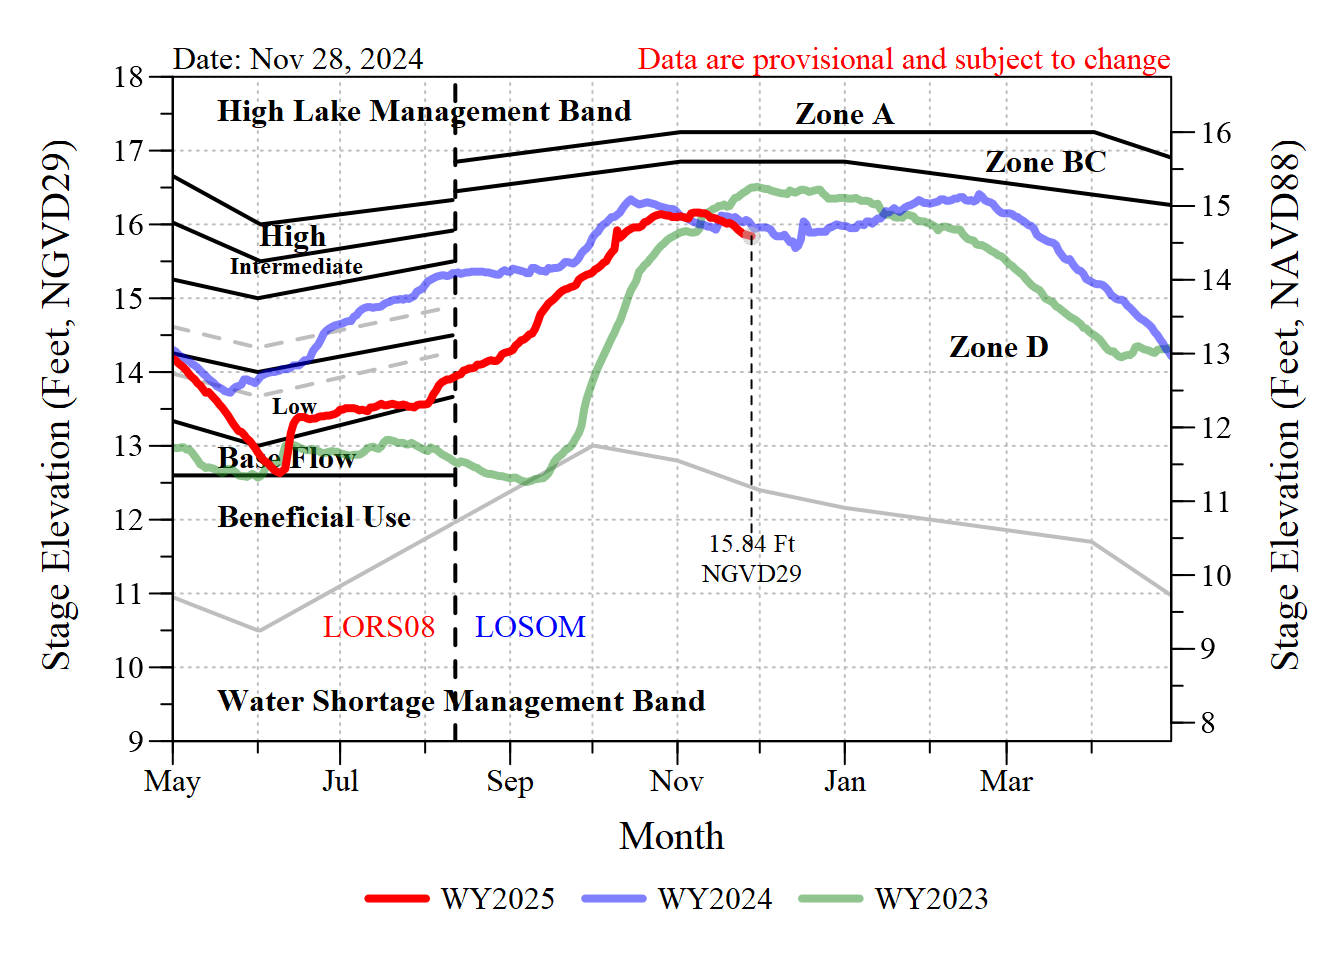 Date: Nov 28, 2024
Data are provisional and subject to change
Stage Elevation (Feet, NGVD29)
18
17
16
15
14
13
12
11
10
9
High Lake Management Band
Zone A
Zone BC
High
Intermediate
Low
Base Flow
Beneficial Use
Zone D
15.84 Ft
NGVD29
LORS08
LOSOM
Water Shortage Management Band
16
15
14
13
12
11
10
9
8
Stage Elevation (Feet, NAVD88)
May Jul Sep Nov Jan Mar
Month
WY2025 WY2024 WY2023